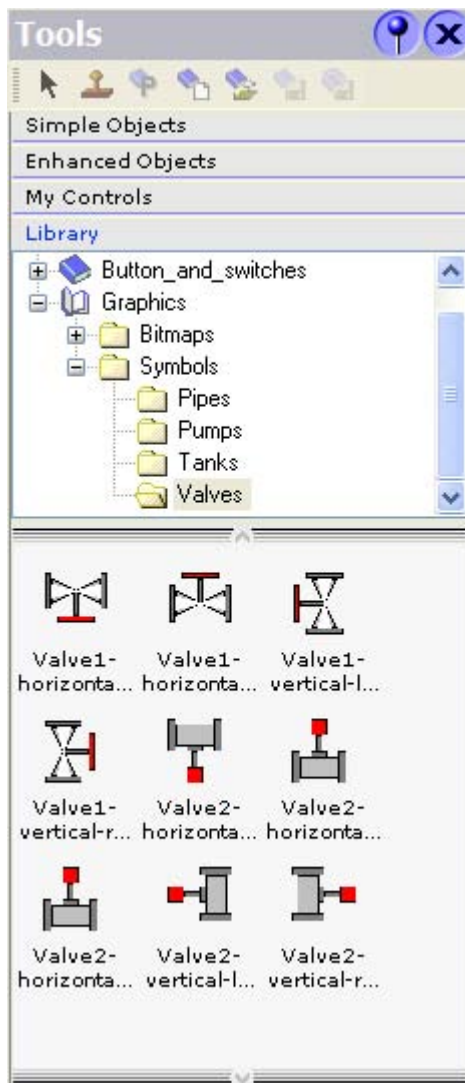 Tools
Simple Objects
Enhanced Objects
My Controls
Library
Button_and_switches
Graphics
Bitmaps
Symbols
Pipes
Pumps
Tanks
Valves
Valve1-
horizonta...
Valve1-
horizonta...
Valve1-
vertical-l...
Valve1-
vertical-r...
Valve2-
horizonta...
Valve2-
horizonta...
Valve2-
horizonta...
Valve2-
vertical-l...
Valve2-
vertical-r...